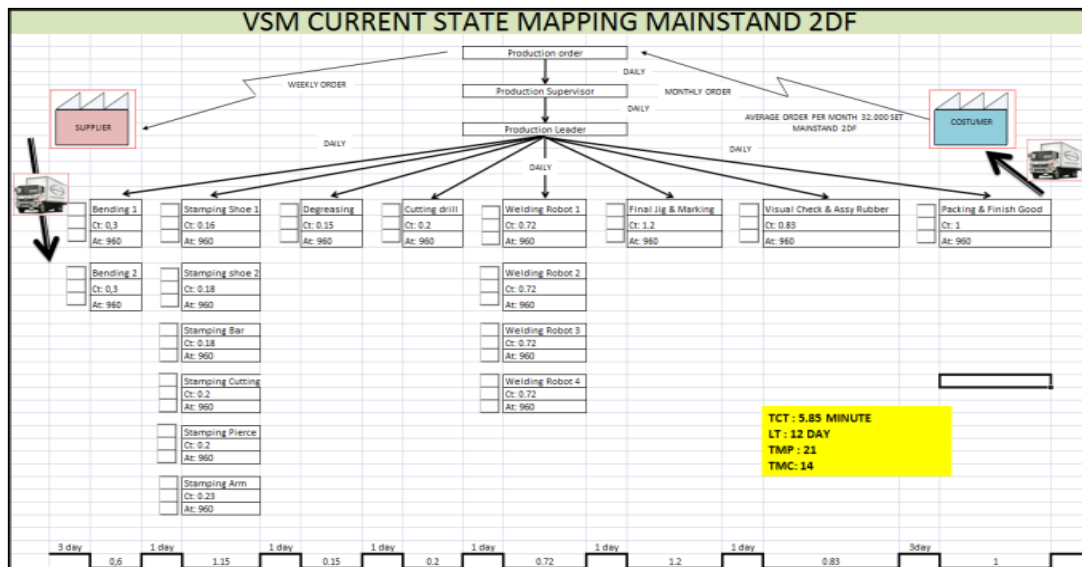 VSM CURRENT STATE MAPPING MAINSTAND 2DF
Production order
DAILY
WEEKLY ORDER
Production Supervisor
MONTHLY ORDER
DAILY
AVERAGE ORDER PER MONTH 32.000 SET
MAINSTAND 2DF
SUPPLIER
COSTUMER
Production Leader
DAILY
DAILY
DAILY
Bending 1
Ct: 0,3
At: 960
Stamping Shoe 1
Ct: 0.16
At: 960
Degreasing
Ct: 0.15
At: 960
Cutting drill
Ct: 0.2
At: 960
Welding Robot 1
Ct: 0.72
At: 960
Final Jig & Marking
Ct: 1.2
At: 960
Visual Check & Assy Rubber
Ct: 0.83
At: 960
Packing & Finish Good
Ct: 1
At: 960
Bending 2
Ct: 0,3
At: 960
Stamping shoe 2
Ct: 0.18
At: 960
Welding Robot 2
Ct: 0.72
At: 960
Stamping Bar
Ct: 0.18
At: 960
Welding Robot 3
Ct: 0.72
At: 960
Stamping Cutting
Ct: 0.2
At: 960
Welding Robot 4
Ct: 0.72
At: 960
Stamping Pierce
Ct: 0.2
At: 960
Stamping Arm
Ct: 0.23
At: 960
TCT : 5.85 MINUTE
LT : 12 DAY
TMP : 21
TMC: 14
3 day 1 day 1 day 1 day 1 day 1 day 1 day 3day
0,6 1.15 0.15 0.2 0.72 1.2 0.83 1